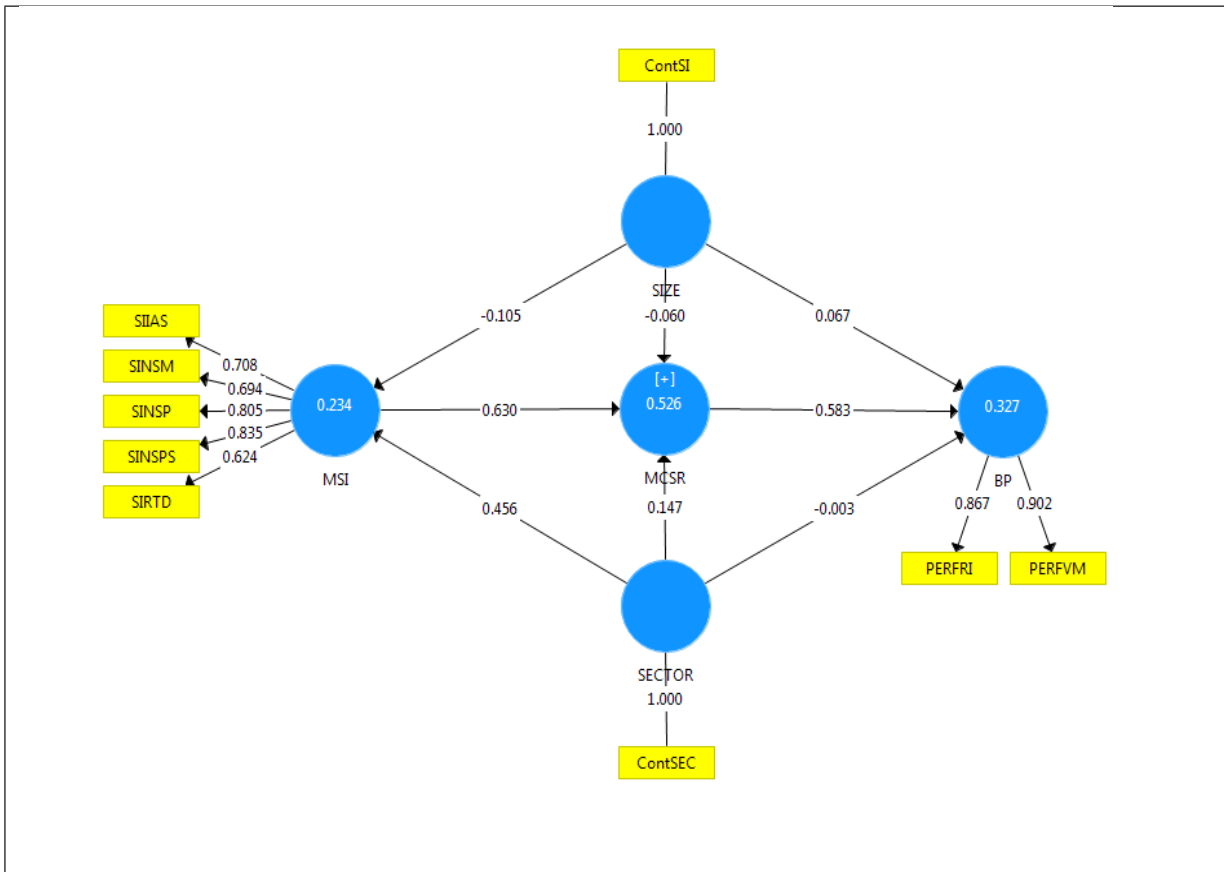 ContSI
1.000
SIZE
-0.105
-0.060
0.067
SIIAS
SINSM
SINSP
SINSPS
SIRTD
0.708
0.694
0.805
0.835
0.624
0.234
MSI
0.630
[+]
0.526
MCSR
0.583
0.327
BP
0.456
0.147
-0.003
0.867
0.902
PERFRI
PERFVM
SECTOR
1.000
ContSEC